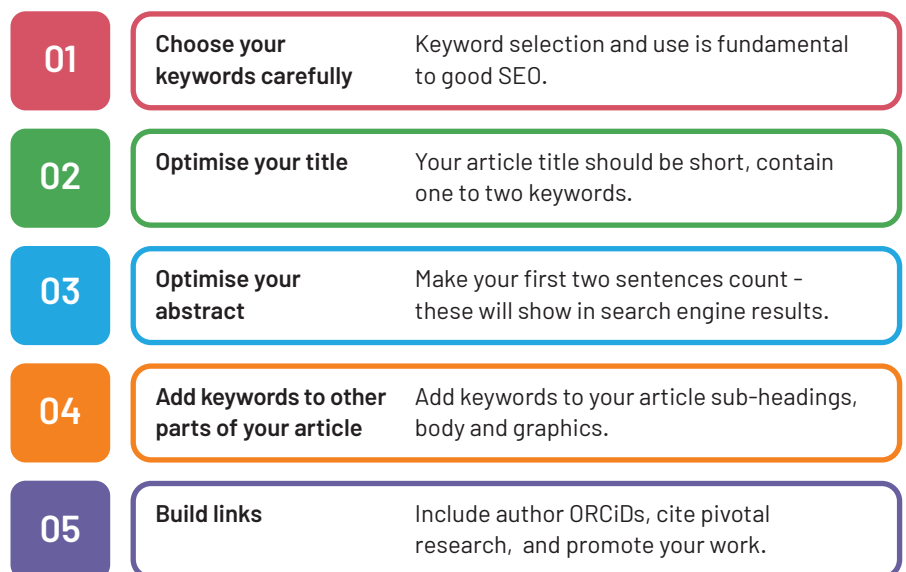 01
Choose your
keywords carefully
Keyword selection and use is fundamental
to good SEO.
02
Optimise your title
Your article title should be short, contain
one to two keywords.
03
Optimise your
abstract
Make your first two sentences count -
these will show in search engine results.
04
Add keywords to other
parts of your article
Add keywords to your article sub-headings,
body and graphics.
05
Build links
Include author ORCiDs, cite pivotal
research, and promote your work.